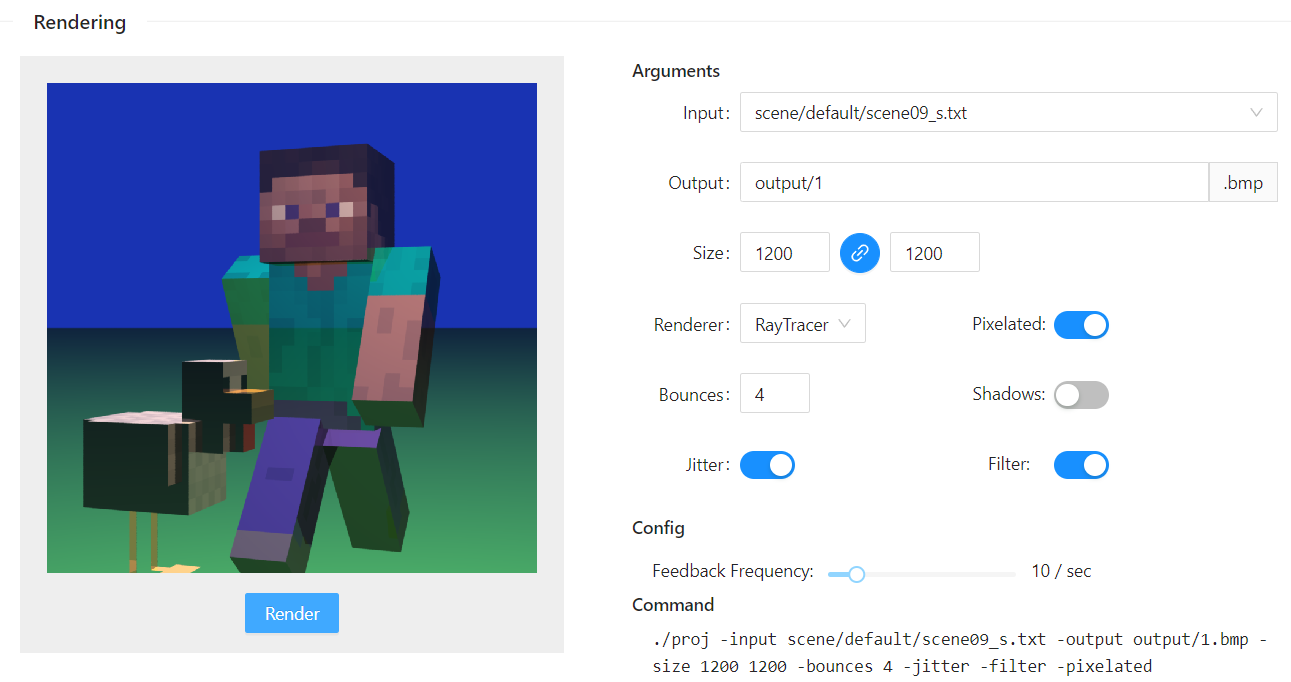 Rendering
Arguments
Input:
scene/default/scene09_s.txt
Output:
output/1
.bmp
Size:
1200
1200
Renderer:
RayTracer
Pixelated:
Bounces:
4
Shadows:
Jitter:
Filter:
Config
Feedback Frequency:
10 / sec
Render
Command
./proj -input scene/default/scene09_s.txt -output output/1.bmp -
size 1200 1200 -bounces 4 -jitter -filter -pixelated